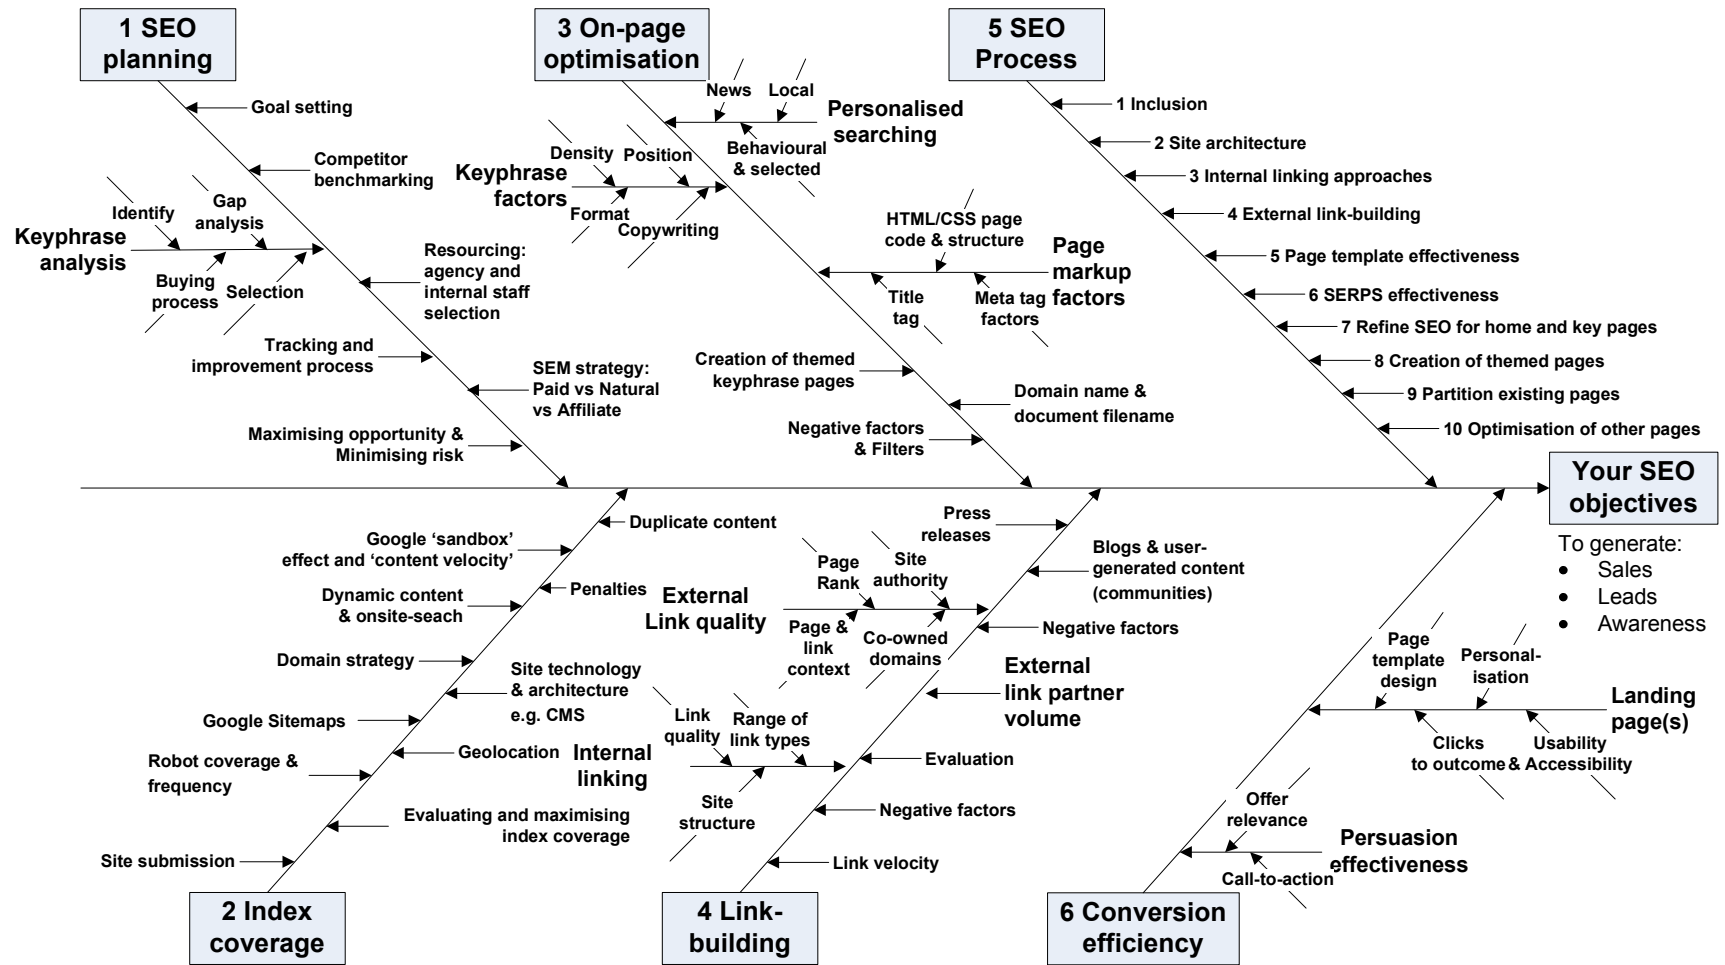 1 SEO
planning
Goal setting
Competitor
benchmarking
Identify
Gap
analysis
Keyphrase
analysis
Buying
process
Selection
Resourcing:
agency and
internal staff
selection
Tracking and
improvement process
SEM strategy:
Paid vs Natural
vs Affiliate
Maximising opportunity &
Minimising risk
3 On-page
optimisation
News
Local
Personalised
searching
Behavioural
& selected
Density
Position
Keyphrase
factors
Format
Copywriting
HTML/CSS page
code & structure
Page
markup
factors
Title
tag
Meta tag
factors
Creation of themed
keyphrase pages
Domain name &
document filename
Negative factors
& Filters
5 SEO
Process
1 Inclusion
2 Site architecture
3 Internal linking approaches
4 External link-building
5 Page template effectiveness
6 SERPS effectiveness
7 Refine SEO for home and key pages
8 Creation of themed pages
9 Partition existing pages
10 Optimisation of other pages
Your SEO
objectives
To generate:
• Sales
• Leads
• Awareness
Duplicate content
Google ‘sandbox’
effect and ‘content velocity’
Penalties
Dynamic content
& onsite-seach
Domain strategy
Site technology
& architecture
e.g. CMS
Google Sitemaps
Geolocation
Robot coverage &
frequency
Evaluating and maximising
index coverage
Site submission
2 Index
coverage
Press
releases
Blogs & user-
generated content
(communities)
Page
Rank
Site
authority
External
Link quality
Page &
link
context
Co-owned
domains
Negative factors
External
link partner
volume
Link
quality
Range of
link types
Internal
linking
Site
structure
Evaluation
Negative factors
Link velocity
4 Link-
building
Page
template
design
Personal-
isation
Landing
page(s)
Clicks
to outcome
Usability
& Accessibility
Offer
relevance
Persuasion
effectiveness
Call-to-action
6 Conversion
efficiency